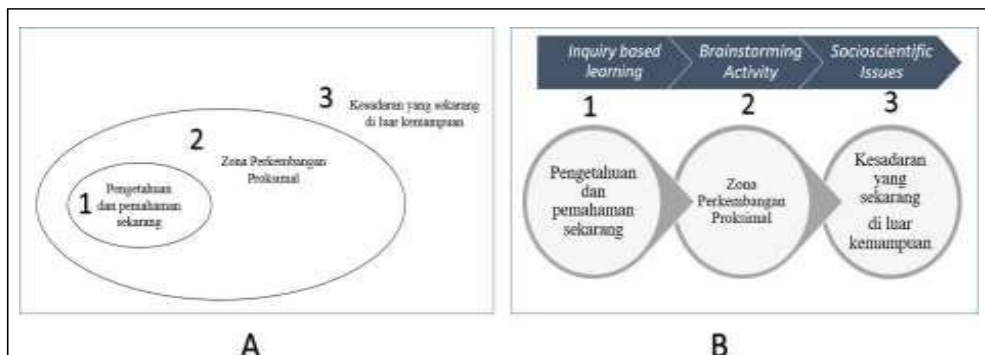 3
Kesadaran yang sekarang
di luar kemampuan
2
Zona Perkembangan
Proksimal
1
Pengetahuan
dan pemahaman
sekarang
A
Inquiry based
learning
Brainstorming
Activity
Socioscientific
Issues
1
2
3
Pengetahuan
dan
pemahaman
sekarang
Zona
Perkembangan
Proksimal
Kesadaran
yang
sekarang
di luar
kemampuan
B